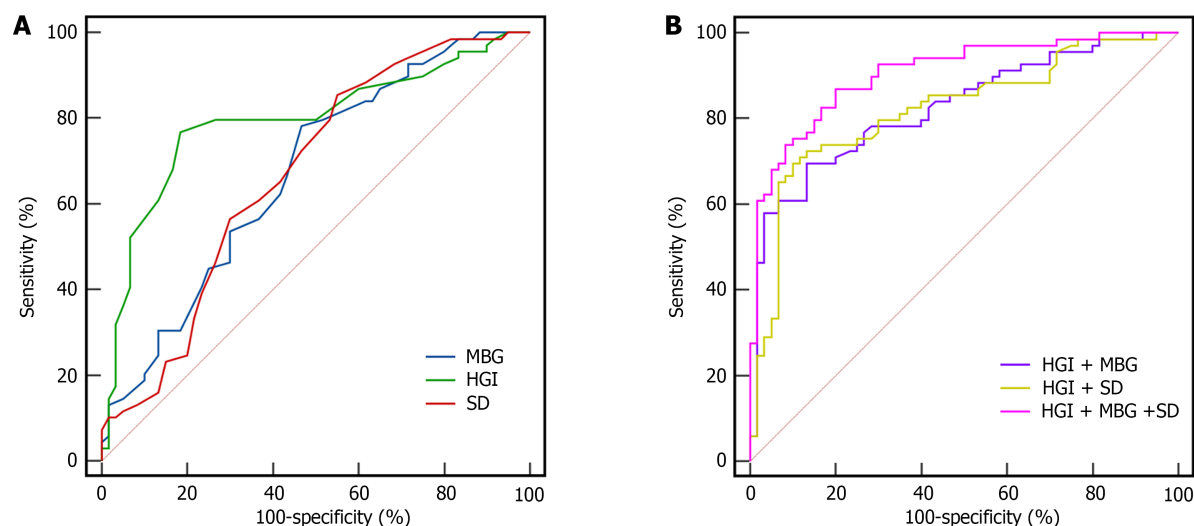 A
Sensitivity (%)
100
80
60
40
20
0
0 20 40 60 80 100
100-specificity (%)
MBG
HGI
SD
B
Sensitivity (%)
100
80
60
40
20
0
0 20 40 60 80 100
100-specificity (%)
HGI + MBG
HGI + SD
HGI + MBG +SD